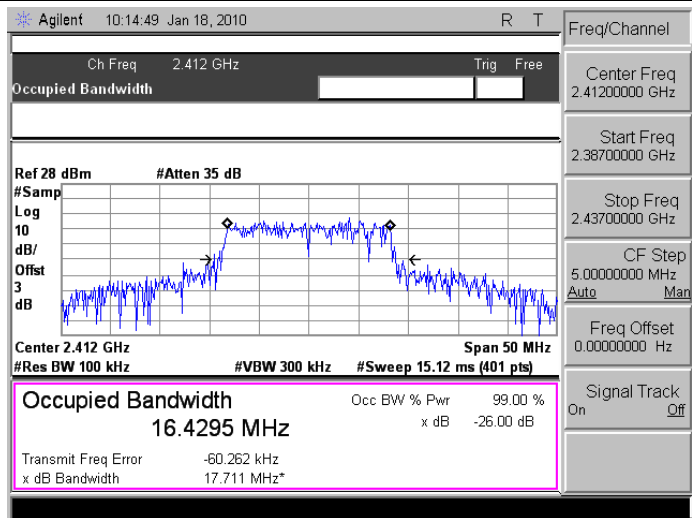 Agilent 10:14:49 Jan 18, 2010 R T
Ch Freq 2.412 GHz Trig Free
Occupied Bandwidth
Ref 28 dBm #Atten 35 dB
#Samp
Log
10
dB/
Offst
3
dB
Center 2.412 GHz Span 50 MHz
#Res BW 100 kHz #VBW 300 kHz #Sweep 15.12 ms (401 pts)
Occupied Bandwidth Occ BW % Pwr 99.00 %
16.4295 MHz x dB -26.00 dB
Transmit Freq Error -60.262 kHz
x dB Bandwidth 17.711 MHz*
Freq/Channel
Center Freq
2.41200000 GHz
Start Freq
2.38700000 GHz
Stop Freq
2.43700000 GHz
CF Step
5.00000000 MHz
Auto Man
Freq Offset
0.00000000 Hz
Signal Track
On Off